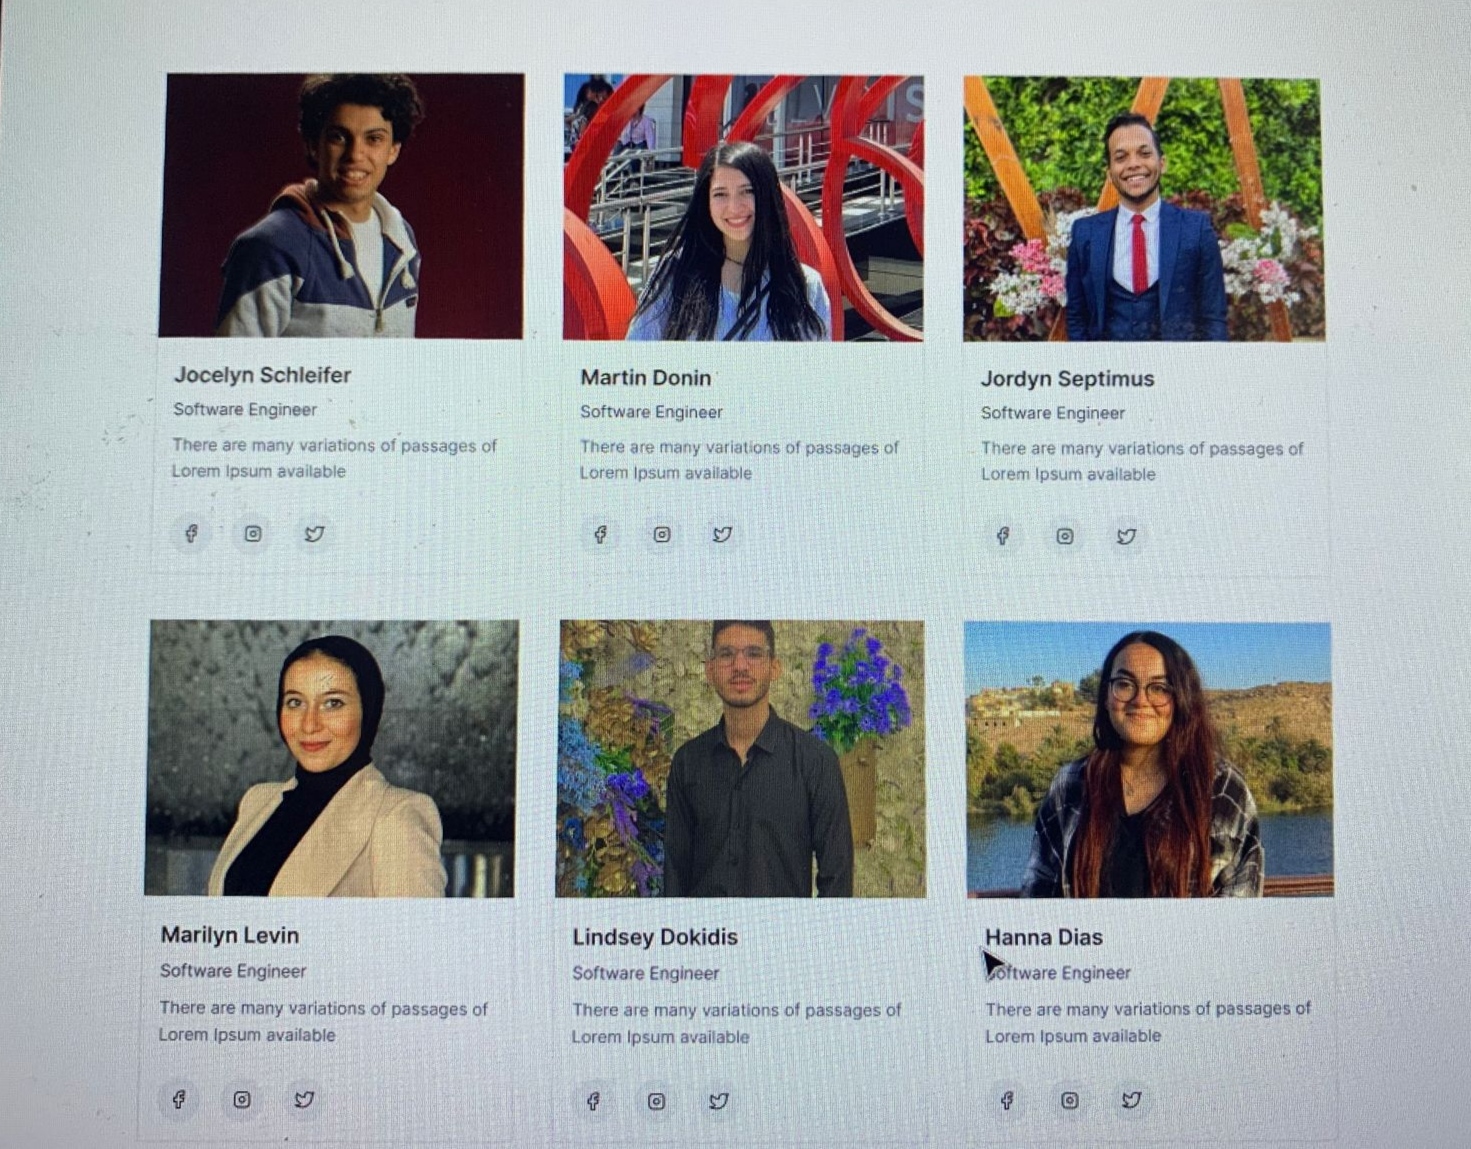 Jocelyn Schleifer
Software Engineer
There are many variations of passages of
Lorem Ipsum available
Martin Donin
Software Engineer
There are many variations of passages of
Lorem Ipsum available
Jordyn Septimus
Software Engineer
There are many variations of passages of
Lorem Ipsum available
Marilyn Levin
Software Engineer
There are many variations of passages of
Lorem Ipsum available
Lindsey Dokidis
Software Engineer
There are many variations of passages of
Lorem Ipsum available
Hanna Dias
Software Engineer
There are many variations of passages of
Lorem Ipsum available